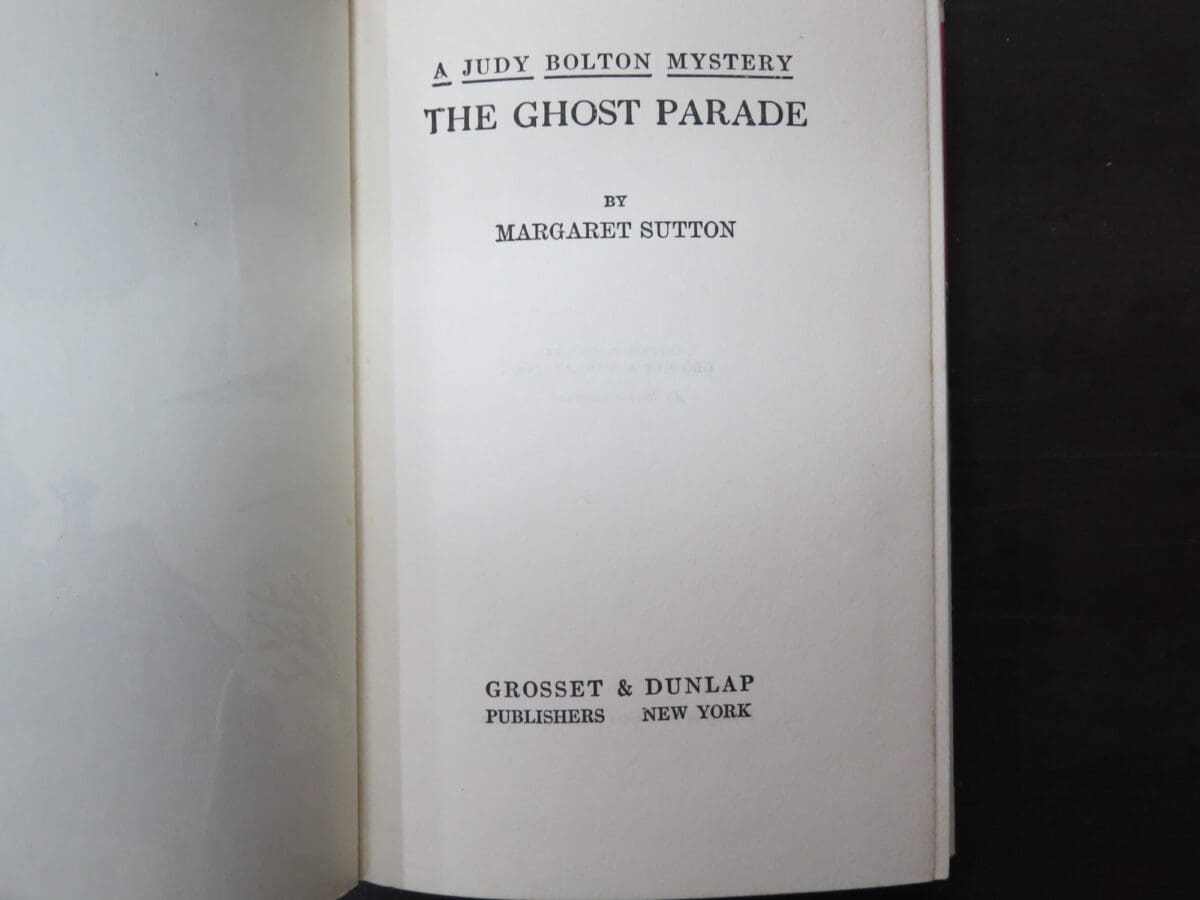 A JUDY BOLTON MYSTERY
THE GHOST PARADE
BY
MARGARET SUTTON
GROSSET & DUNLAP
PUBLISHERS NEW YORK